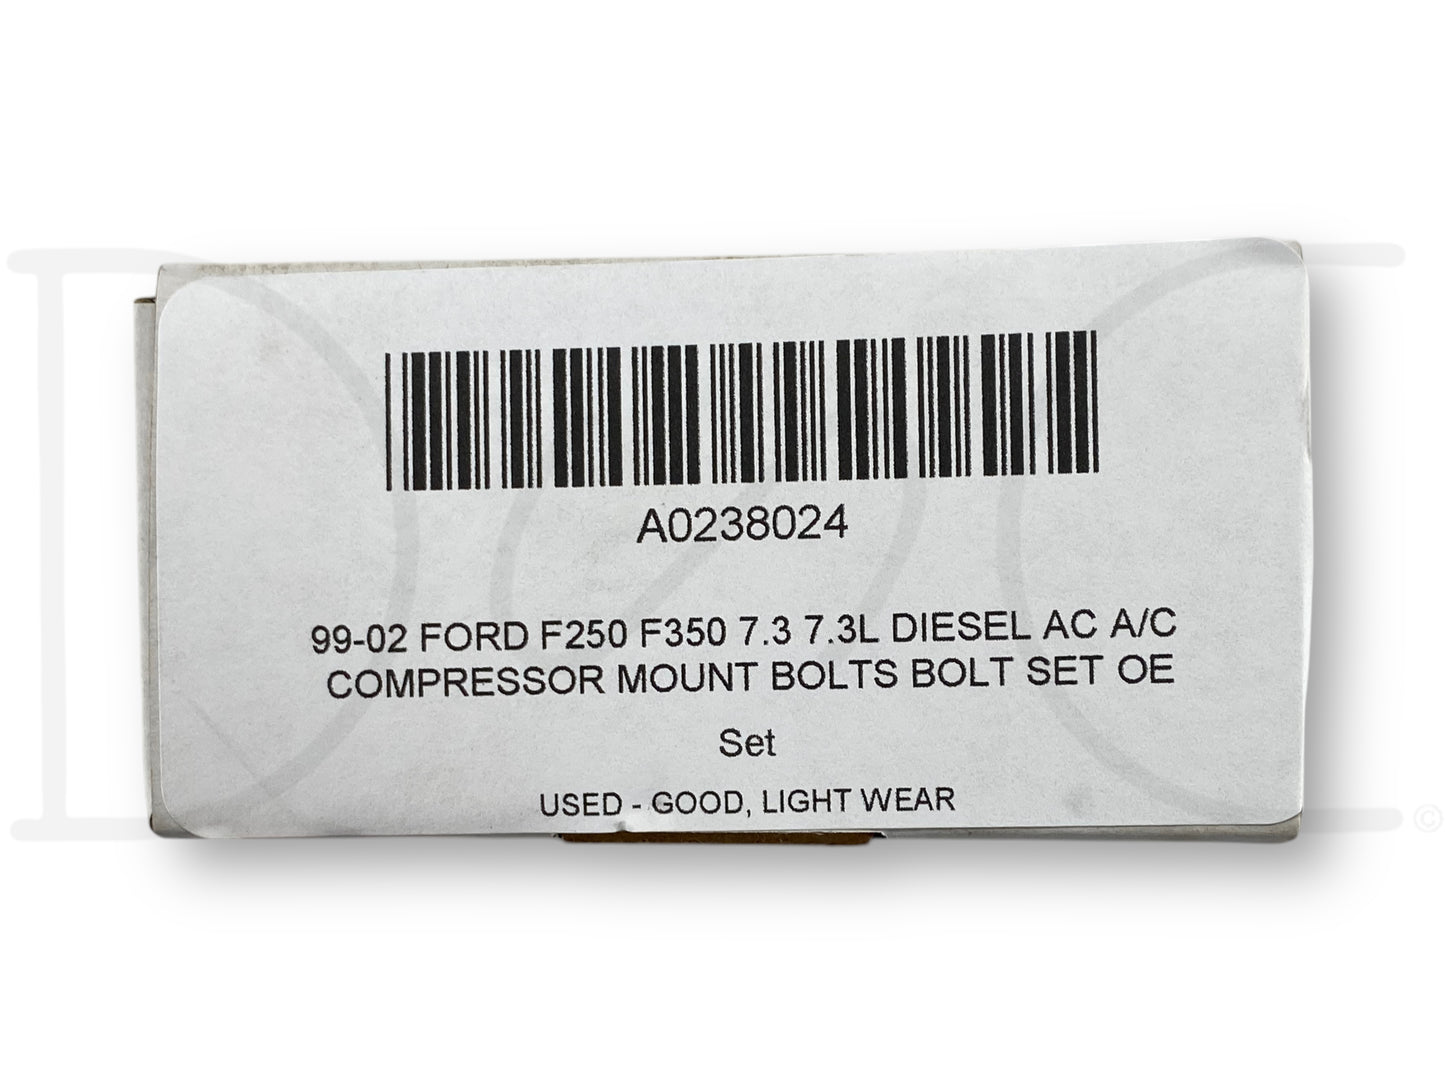 A0238024
99-02 FORD F250 F350 7.3 7.3L DIESEL AC A/C
COMPRESSOR MOUNT BOLTS BOLT SET OE
Set
USED - GOOD, LIGHT WEAR
©